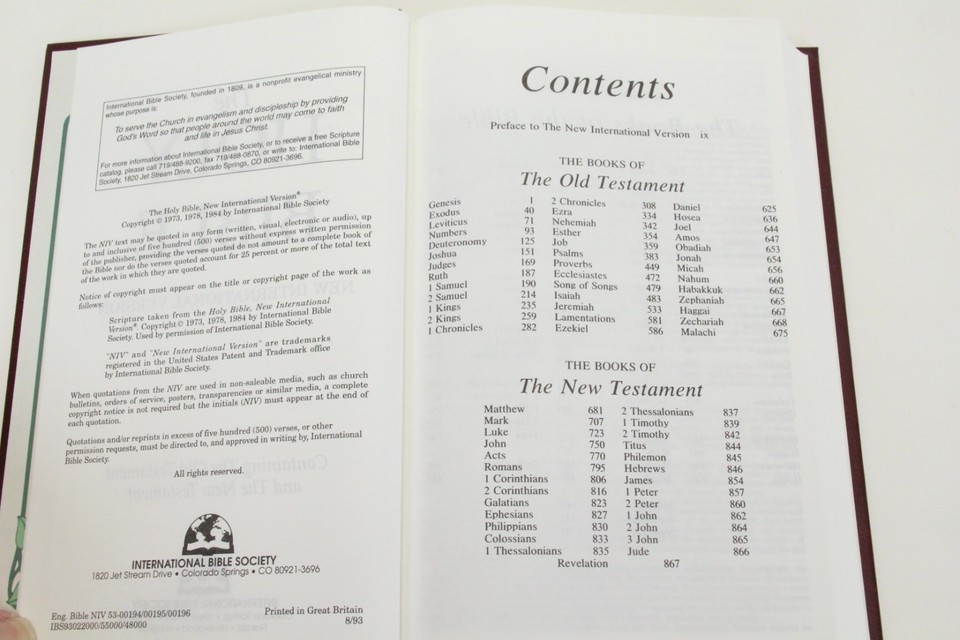 International Bible Society, founded in 1809, is a nonprofit evangelical ministry
whose purpose is:
To serve the Church in evangelism and discipleship by providing
God's Word so that people around the world may come to faith
and life in Jesus Christ.
For more information about International Bible Society, or to receive a free Scripture
catalog, please call 719/488-9200, fax 719/488-0870, or write to: International Bible
Society, 1820 Jet Stream Drive, Colorado Springs, CO 80921-3696.
The Holy Bible, New International Version®
Copyright © 1973, 1978, 1984 by International Bible Society
The NIV text may be quoted in any form (written, visual, electronic or audio), up
to and inclusive of five hundred (500) verses without express written permission
of the publisher, providing the verses quoted do not amount to a complete book of
the Bible nor do the verses quoted account for 25 percent or more of the total text
of the work in which they are quoted.
Notice of copyright must appear on the title or copyright page of the work as
follows:
Scripture taken from the Holy Bible, New International
Version®. Copyright © 1973, 1978, 1984 by International Bible
Society. Used by permission of International Bible Society.
"NIV" and "New International Version" are trademarks
registered in the United States Patent and Trademark office
by International Bible Society.
When quotations from the NIV are used in non-saleable media, such as church
bulletins, orders of service, posters, transparencies or similar media, a complete
copyright notice is not required but the initials (NIV) must appear at the end of
each quotation.
Quotations and/or reprints in excess of five hundred (500) verses, or other
permission requests, must be directed to, and approved in writing by, International
Bible Society.
All rights reserved.
INTERNATIONAL BIBLE SOCIETY
1820 Jet Stream Drive • Colorado Springs • CO 80921-3696
Eng. Bible NIV 53-00194/00195/00196
IBS93022000/55000/48000
Printed in Great Britain
8/93
Contents
Preface to The New International Version ix
THE BOOKS OF
The Old Testament
Genesis 1
Exodus 40
Leviticus 71
Numbers 93
Deuteronomy 125
Joshua 151
Judges 169
Ruth 187
1 Samuel 190
2 Samuel 214
1 Kings 235
2 Kings 259
1 Chronicles 282
2 Chronicles 308
Ezra 334
Nehemiah 342
Esther 354
Job 359
Psalms 383
Proverbs 449
Ecclesiastes 472
Song of Songs 479
Isaiah 483
Jeremiah 533
Lamentations 581
Ezekiel 586
Daniel 625
Hosea 636
Joel 644
Amos 647
Obadiah 653
Jonah 654
Micah 656
Nahum 660
Habakkuk 662
Zephaniah 665
Haggai 667
Zechariah 668
Malachi 675
THE BOOKS OF
The New Testament
Matthew 681
Mark 707
Luke 723
John 750
Acts 770
Romans 795
1 Corinthians 806
2 Corinthians 816
Galatians 823
Ephesians 827
Philippians 830
Colossians 833
1 Thessalonians 835
2 Thessalonians 837
1 Timothy 839
2 Timothy 842
Titus 844
Philemon 845
Hebrews 846
James 854
1 Peter 857
2 Peter 860
1 John 862
2 John 864
3 John 865
Jude 866
Revelation 867